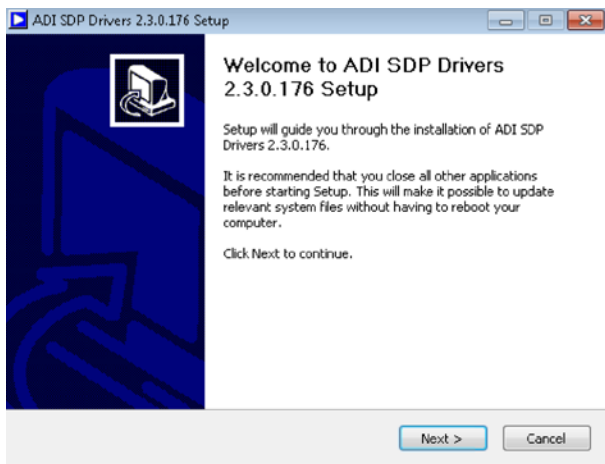 ADI SDP Drivers 2.3.0.176 Setup
Welcome to ADI SDP Drivers
2.3.0.176 Setup
Setup will guide you through the installation of ADI SDP
Drivers 2.3.0.176.
It is recommended that you close all other applications
before starting Setup. This will make it possible to update
relevant system files without having to reboot your
computer.
Click Next to continue.
Next >
Cancel